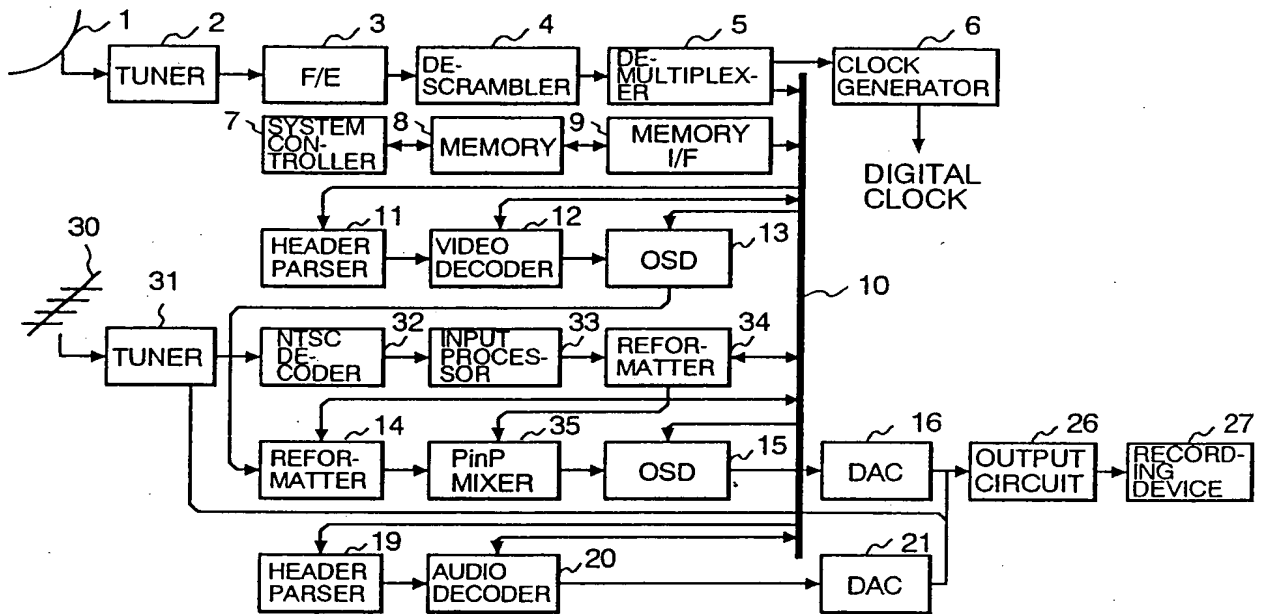 1
2
3
4
5
6
TUNER
F/E
DE-
SCRAMBLER
DE-
MULTIPLEX-
ER
CLOCK
GENERATOR
7
8
9
SYSTEM
CON-
TROLLER
MEMORY
MEMORY
I/F
DIGITAL
CLOCK
11
12
13
HEADER
PARSER
VIDEO
DECODER
OSD
10
30
31
32
33
34
TUNER
NTSC
DE-
CODER
INPUT
PROCES-
SOR
REFOR-
MATTER
14
35
15
16
26
27
REFOR-
MATTER
PinP
MIXER
OSD
DAC
OUTPUT
CIRCUIT
RECORD-
ING
DEVICE
19
20
21
HEADER
PARSER
AUDIO
DECODER
DAC